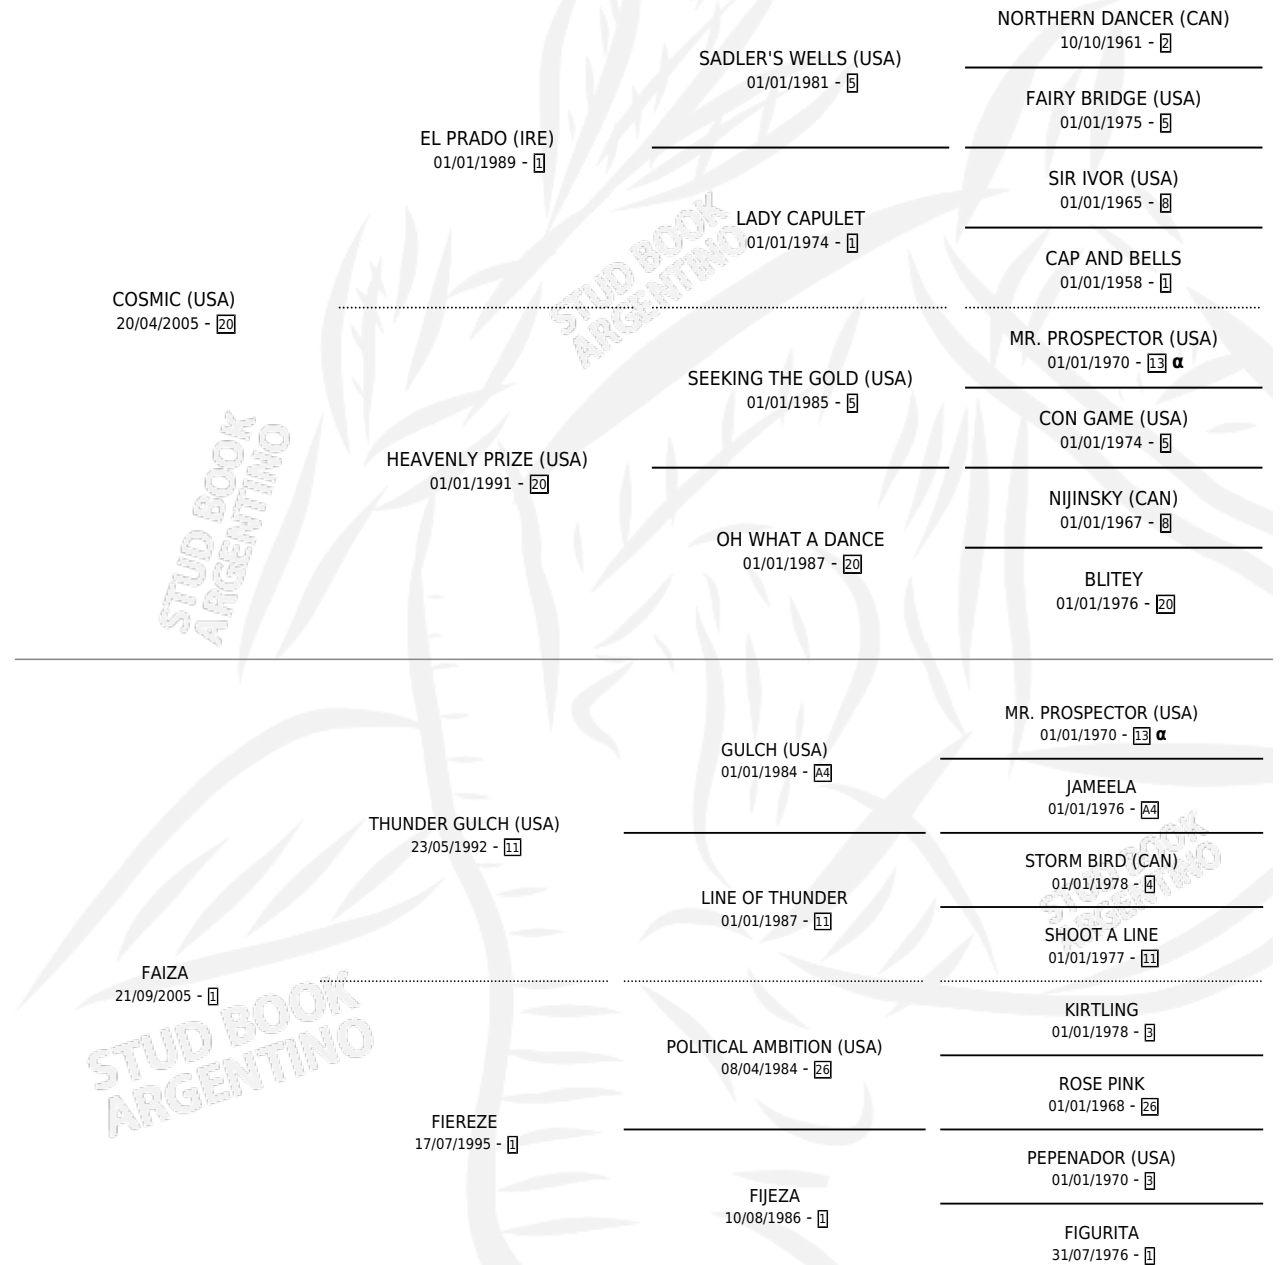 NORTHERN DANCER (CAN)
10/10/1961 - 2
SADLER'S WELLS (USA)
01/01/1981 - 5
FAIRY BRIDGE (USA)
01/01/1975 - 5
EL PRADO (IRE)
01/01/1989 - 1
SIR IVOR (USA)
01/01/1965 - 8
LADY CAPULET
01/01/1974 - 1
CAP AND BELLS
01/01/1958 - 1
COSMIC (USA)
20/04/2005 - 20
MR. PROSPECTOR (USA)
01/01/1970 - 13 α
SEEKING THE GOLD (USA)
01/01/1985 - 5
CON GAME (USA)
01/01/1974 - 5
HEAVENLY PRIZE (USA)
01/01/1991 - 20
NIJINSKY (CAN)
01/01/1967 - 8
OH WHAT A DANCE
01/01/1987 - 20
BLITEY
01/01/1976 - 20
MR. PROSPECTOR (USA)
01/01/1970 - 13 α
GULCH (USA)
01/01/1984 - A4
JAMEELA
01/01/1976 - A4
THUNDER GULCH (USA)
23/05/1992 - 11
STORM BIRD (CAN)
01/01/1978 - 4
LINE OF THUNDER
01/01/1987 - 11
SHOOT A LINE
01/01/1977 - 11
FAIZA
21/09/2005 - 1
KIRTLING
01/01/1978 - 3
POLITICAL AMBITION (USA)
08/04/1984 - 26
ROSE PINK
01/01/1968 - 26
FIEREZE
17/07/1995 - 1
PEPENADOR (USA)
01/01/1970 - 3
FIJEZA
10/08/1986 - 1
FIGURITA
31/07/1976 - 1
STUD BOOK
ARGENTINO
STUD BOOK
ARGENTINO
STUD BOOK
ARGENTINO
STUD BOOK
ARGENTINO